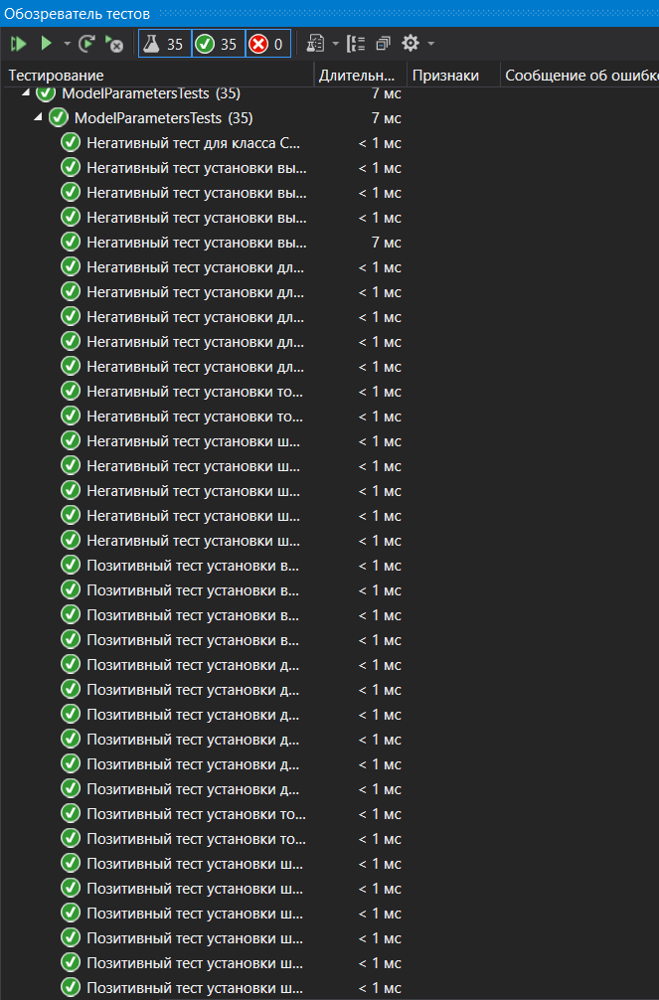 Обозреватель тестов
35 35 0
Тестирование Длительн... Признаки Сообщение об ошибке
ModelParametersTests (35) 7 мс
ModelParametersTests (35) 7 мс
Негативный тест для класса С... < 1 мс
Негативный тест установки вы... < 1 мс
Негативный тест установки вы... < 1 мс
Негативный тест установки вы... < 1 мс
Негативный тест установки вы... 7 мс
Негативный тест установки дл... < 1 мс
Негативный тест установки дл... < 1 мс
Негативный тест установки дл... < 1 мс
Негативный тест установки дл... < 1 мс
Негативный тест установки дл... < 1 мс
Негативный тест установки то... < 1 мс
Негативный тест установки то... < 1 мс
Негативный тест установки ш... < 1 мс
Негативный тест установки ш... < 1 мс
Негативный тест установки ш... < 1 мс
Негативный тест установки ш... < 1 мс
Негативный тест установки ш... < 1 мс
Позитивный тест установки в... < 1 мс
Позитивный тест установки в... < 1 мс
Позитивный тест установки в... < 1 мс
Позитивный тест установки в... < 1 мс
Позитивный тест установки д... < 1 мс
Позитивный тест установки д... < 1 мс
Позитивный тест установки д... < 1 мс
Позитивный тест установки д... < 1 мс
Позитивный тест установки д... < 1 мс
Позитивный тест установки д... < 1 мс
Позитивный тест установки то... < 1 мс
Позитивный тест установки то... < 1 мс
Позитивный тест установки ш... < 1 мс
Позитивный тест установки ш... < 1 мс
Позитивный тест установки ш... < 1 мс
Позитивный тест установки ш... < 1 мс
Позитивный тест установки ш... < 1 мс
Позитивный тест установки ш... < 1 мс